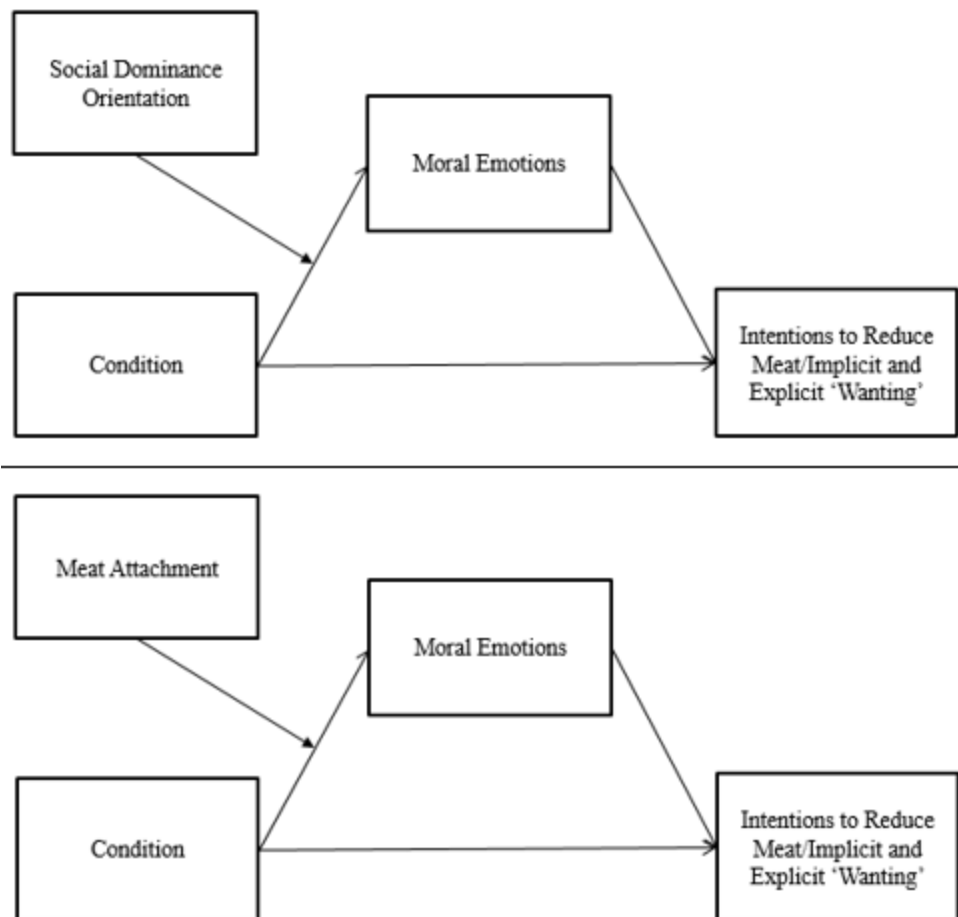 Social Dominance
Orientation
Moral Emotions
Condition
Intentions to Reduce
Meat/Implicit and
Explicit ‘Wanting’
Meat Attachment
Moral Emotions
Condition
Intentions to Reduce
Meat/Implicit and
Explicit ‘Wanting’